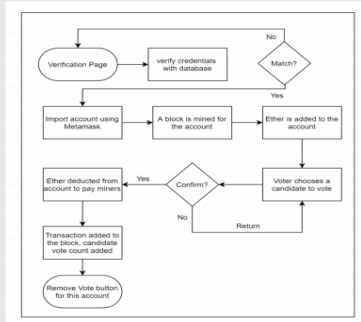 No
Verification Page
verify credentials
with database
Match?
Yes
Import account using
Metamask
A block is mined for
the account
Ether is added to the
account
Ether deducted from
account to pay miners
Yes
Confirm?
Voter chooses a
candidate to vote
No
Return
Transaction added to
the block, candidate
vote count added
Remove Vote button
for this account